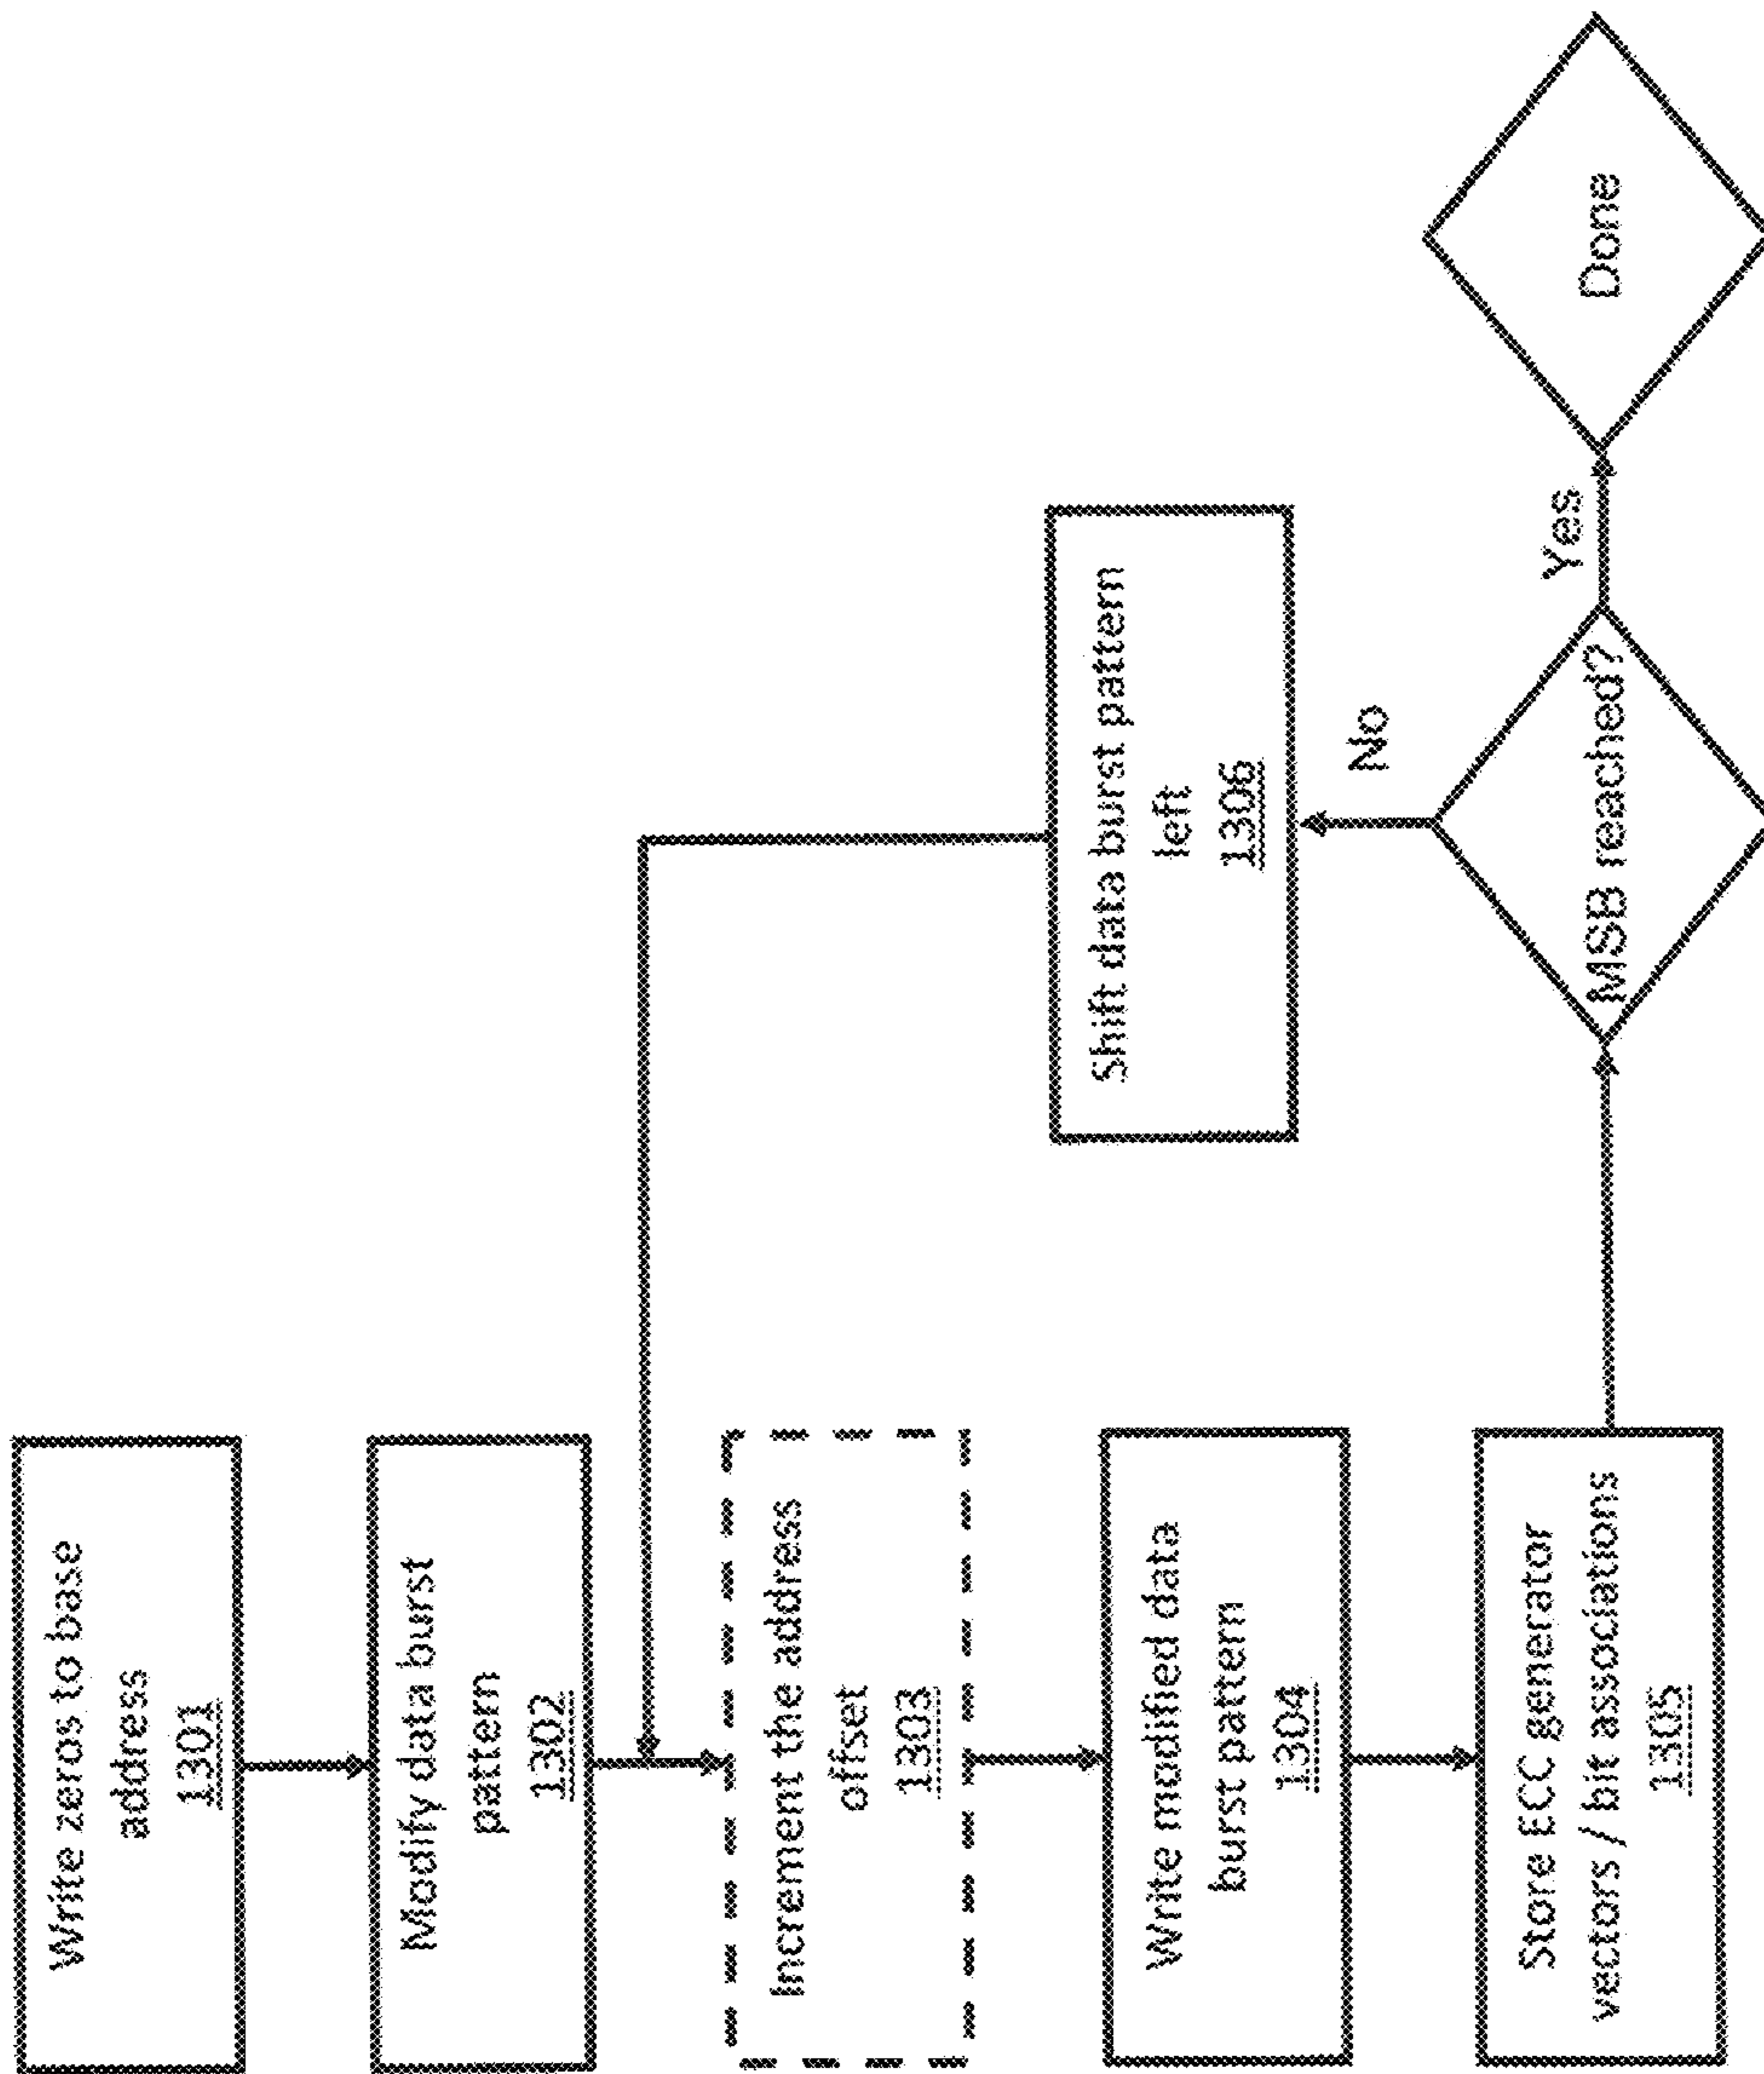 Write zeros to base
address
1301
Modify data burst
pattern
1302
Increment the address
offset
1303
Write modified data
burst pattern
1304
Store ECC generator
vectors / bit associations
1305
Shift data burst pattern
left
1306
No
MSB reached?
Yes
Done